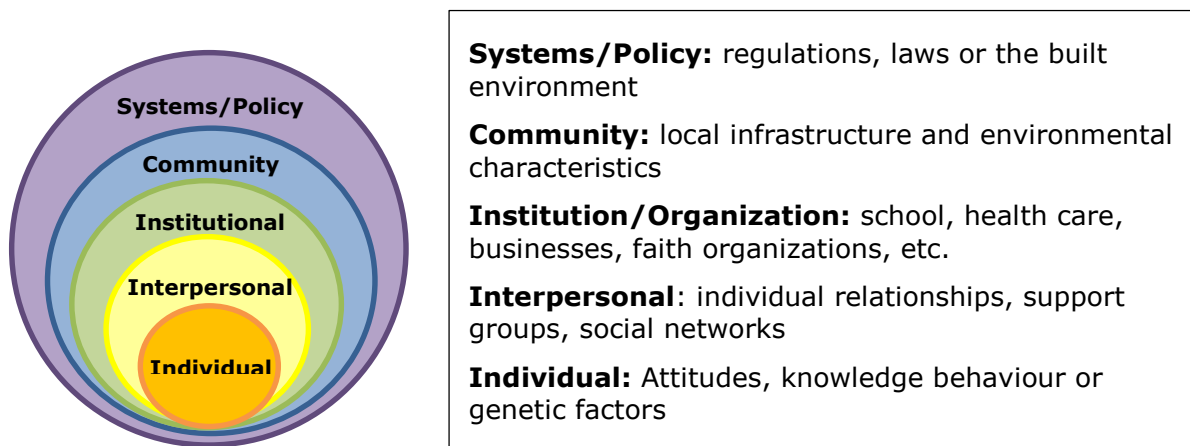 Systems/Policy
Community
Institutional
Interpersonal
Individual
Systems/Policy: regulations, laws or the built
environment
Community: local infrastructure and environmental
characteristics
Institution/Organization: school, health care,
businesses, faith organizations, etc.
Interpersonal: individual relationships, support
groups, social networks
Individual: Attitudes, knowledge behaviour or
genetic factors